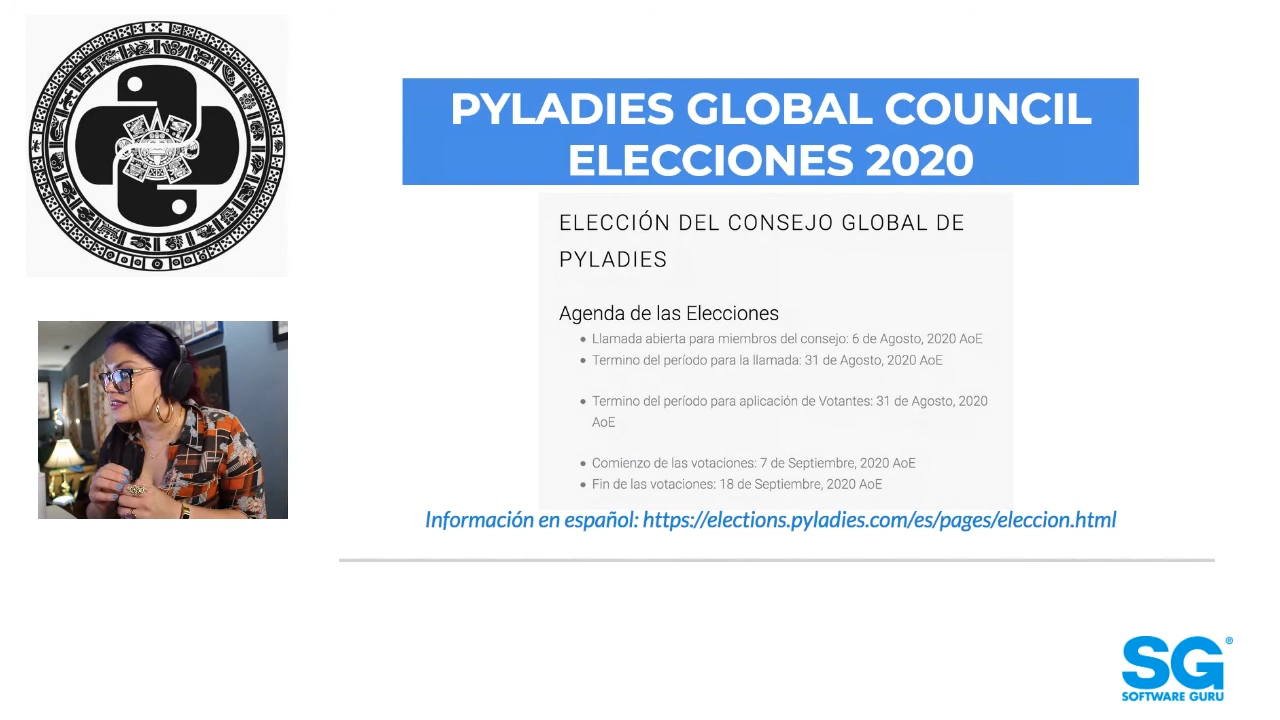 PYLADIES GLOBAL COUNCIL
ELECCIONES 2020
ELECCIÓN DEL CONSEJO GLOBAL DE
PYLADIES
Agenda de las Elecciones
Llamada abierta para miembros del consejo: 6 de Agosto, 2020 AoE
Termino del período para la llamada: 31 de Agosto, 2020 AoE
Termino del período para aplicación de Votantes: 31 de Agosto, 2020
AoE
Comienzo de las votaciones: 7 de Septiembre, 2020 AoE
Fin de las votaciones: 18 de Septiembre, 2020 AoE
Información en español: https://elections.pyladies.com/es/pages/eleccion.html
SG®
SOFTWARE GURU